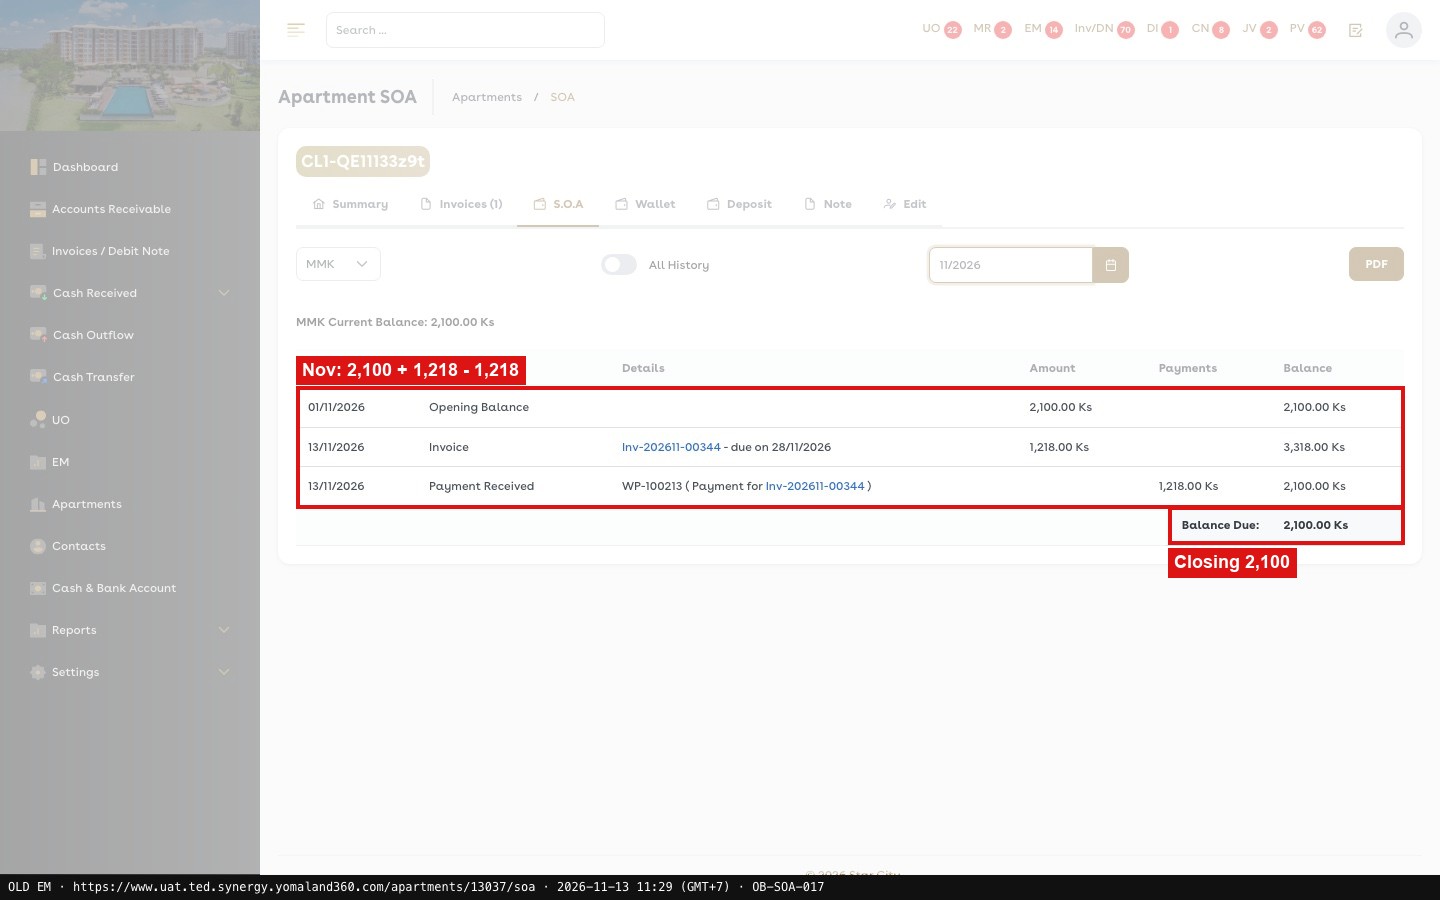 Search ...
UO 22 MR 2 EM 14 Inv/DN 70 DI 1 CN 8 JV 2 PV 62
Apartment SOA
Apartments / SOA
Dashboard
Accounts Receivable
Invoices / Debit Note
Cash Received
Cash Outflow
Cash Transfer
UO
EM
Apartments
Contacts
Cash & Bank Account
Reports
Settings
CL1-QE11133z9t
Summary Invoices (1) S.O.A Wallet Deposit Note Edit
MMK All History 11/2026 PDF
MMK Current Balance: 2,100.00 Ks
Nov: 2,100 + 1,218 - 1,218 Details Amount Payments Balance
01/11/2026 Opening Balance 2,100.00 Ks 2,100.00 Ks
13/11/2026 Invoice Inv-202611-00344 - due on 28/11/2026 1,218.00 Ks 3,318.00 Ks
13/11/2026 Payment Received WP-100213 ( Payment for Inv-202611-00344 ) 1,218.00 Ks 2,100.00 Ks
Balance Due: 2,100.00 Ks
Closing 2,100
© 2026 Star City
OLD EM · https://www.uat.ted.synergy.yomaland360.com/apartments/13037/soa · 2026-11-13 11:29 (GMT+7) · OB-SOA-017